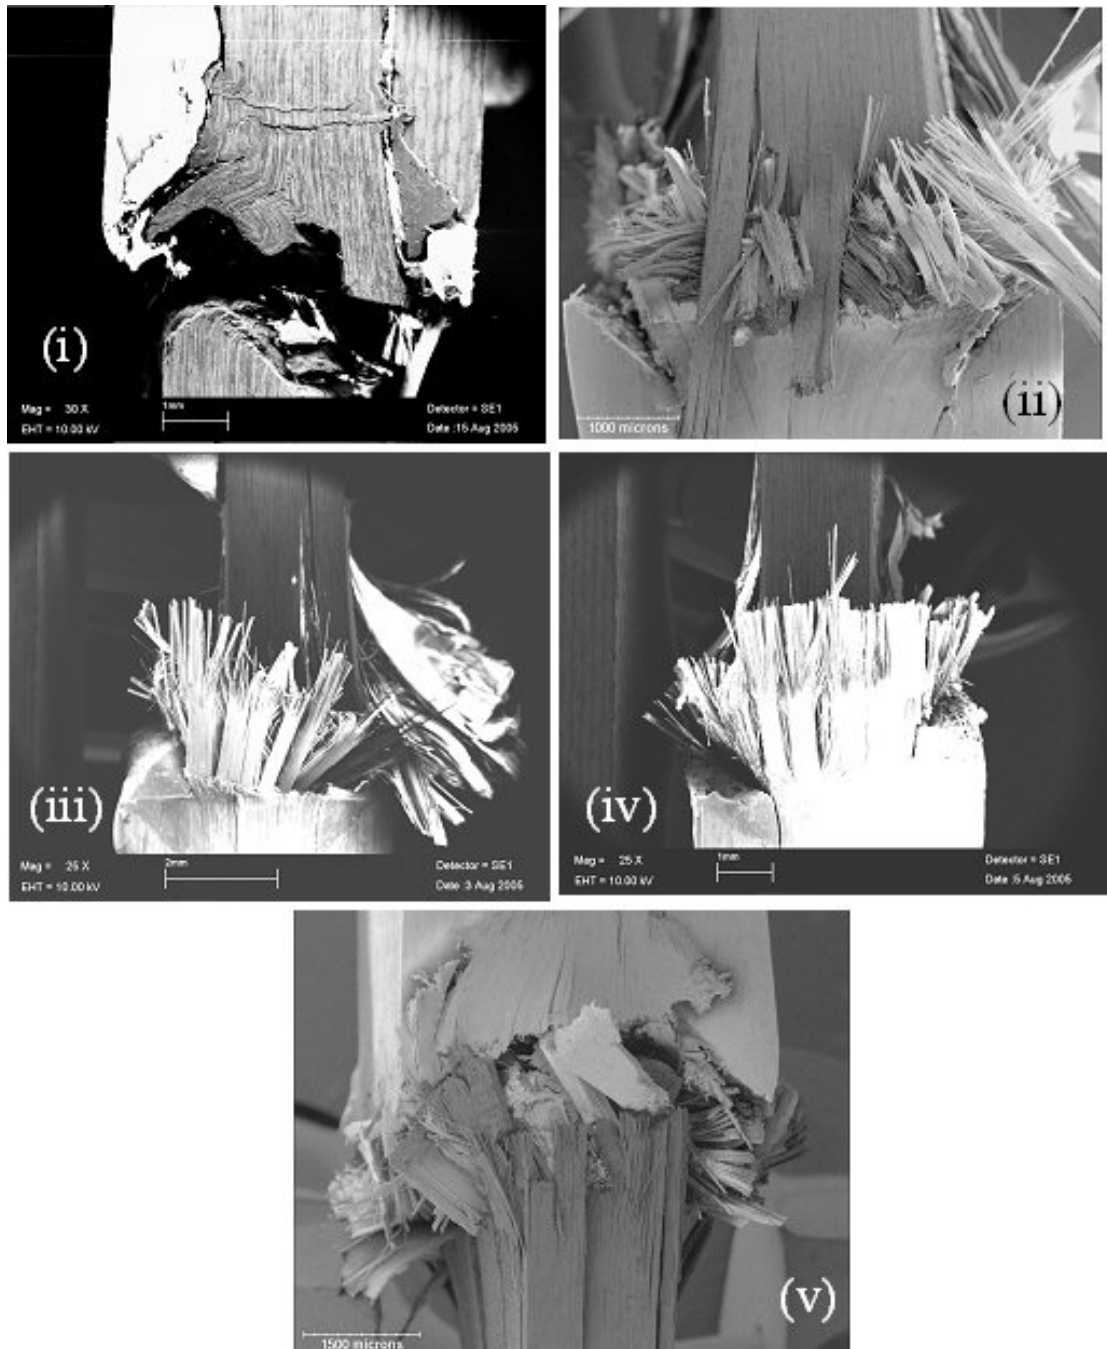 (i)
Mag = 30 X
1mm
Detector = SE1
EHT = 10.00 kV
Date :15 Aug 2005
(ii)
1000 microns
(iii)
Mag = 25 X
2mm
Detector = SE1
EHT = 10.00 kV
Date :3 Aug 2005
(iv)
Mag = 25 X
1mm
Detector = SE1
EHT = 10.00 kV
Date :5 Aug 2005
(v)
1500 microns